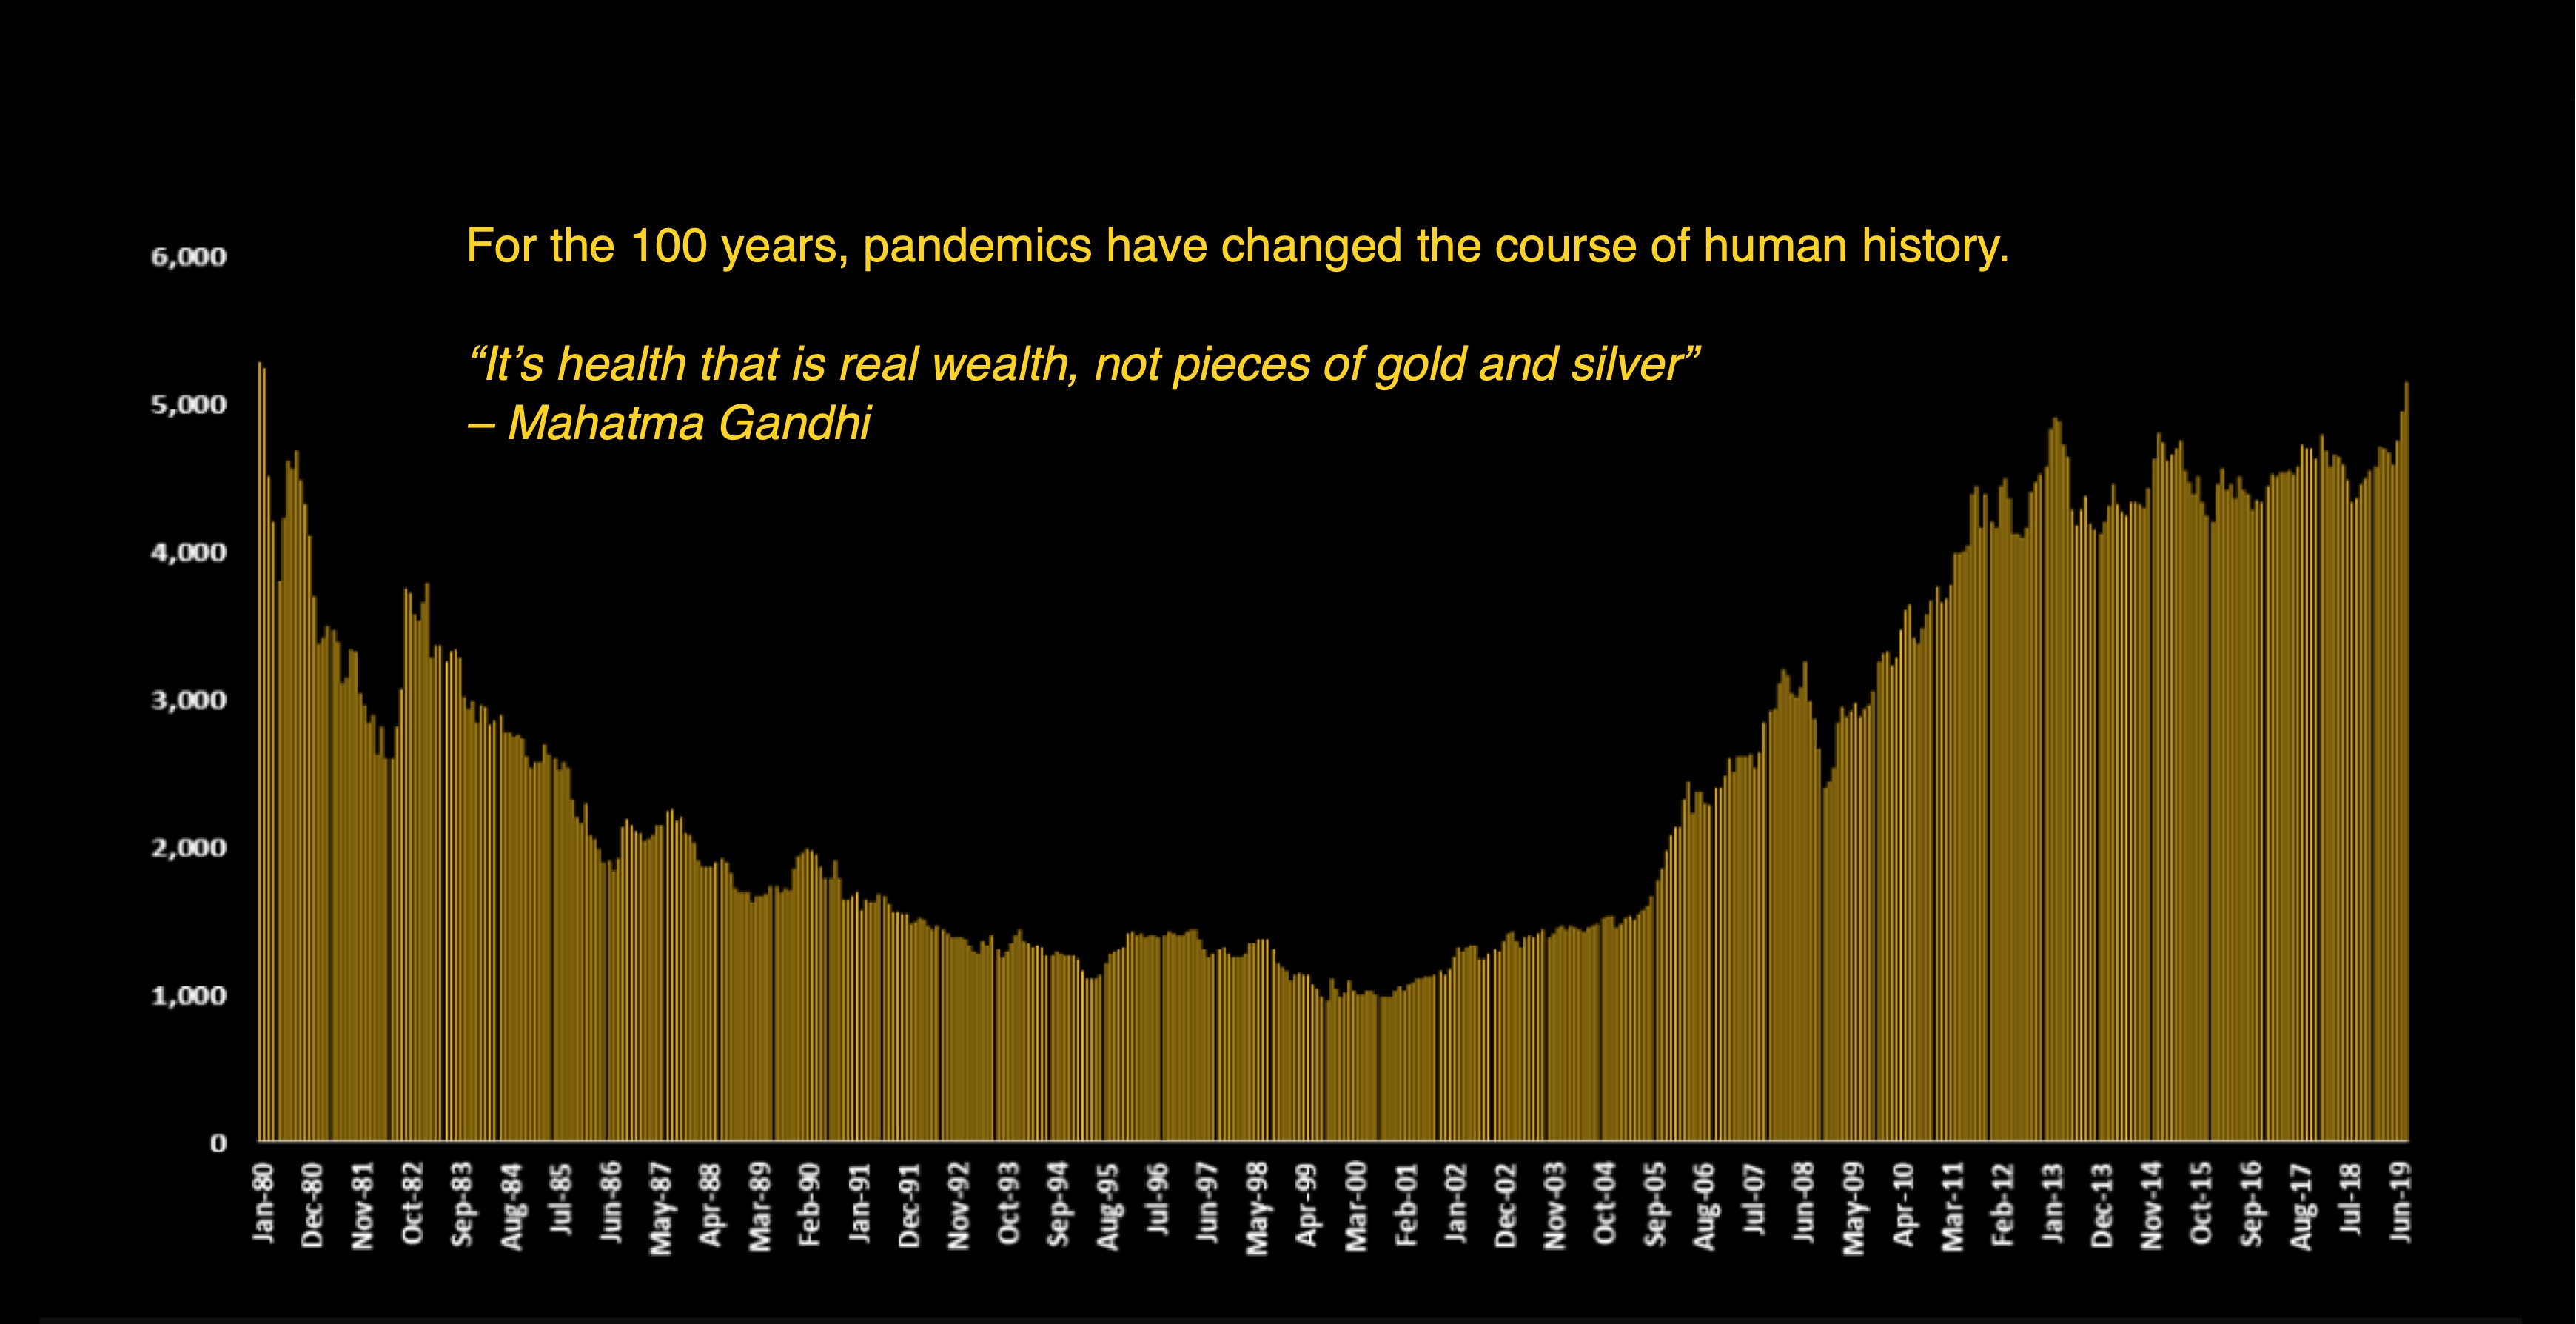 For the 100 years, pandemics have changed the course of human history.
“It’s health that is real wealth, not pieces of gold and silver”
– Mahatma Gandhi
6,000
5,000
4,000
3,000
2,000
1,000
0
Jan-80
Dec-80
Nov-81
Oct-82
Sep-83
Aug-84
Jul-85
Jun-86
May-87
Apr-88
Mar-89
Feb-90
Jan-91
Dec-91
Nov-92
Oct-93
Sep-94
Aug-95
Jul-96
Jun-97
May-98
Apr-99
Mar-00
Feb-01
Jan-02
Dec-02
Nov-03
Oct-04
Sep-05
Aug-06
Jul-07
Jun-08
May-09
Apr-10
Mar-11
Feb-12
Jan-13
Dec-13
Nov-14
Oct-15
Sep-16
Aug-17
Jul-18
Jun-19